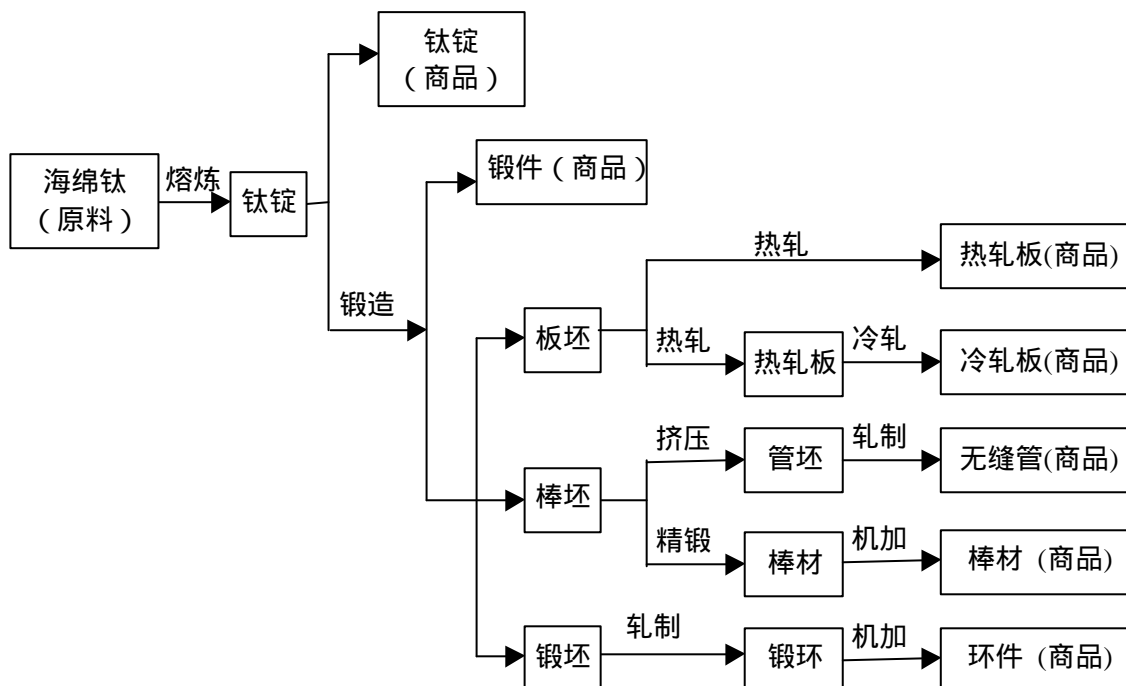 钛锭
（商品）
锻件（商品）
海绵钛
（原料）
熔炼
钛锭
热轧
热轧板(商品)
锻造
板坯
热轧
热轧板
冷轧
冷轧板(商品)
挤压
管坯
轧制
无缝管(商品)
棒坯
精锻
棒材
机加
棒材 (商品)
锻坯
轧制
锻环
机加
环件 (商品)